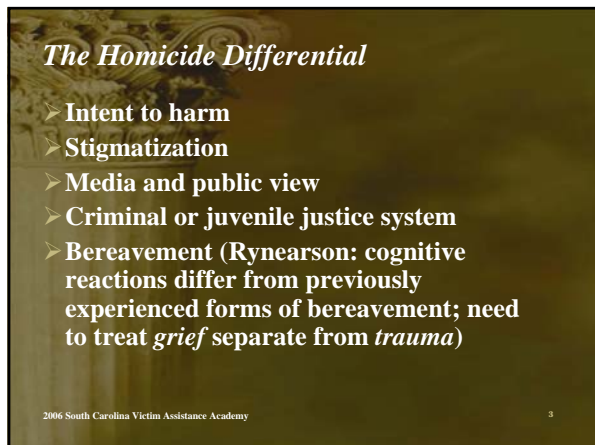 The Homicide Differential
➢Intent to harm
➢Stigmatization
➢Media and public view
➢Criminal or juvenile justice system
➢Bereavement (Rynearson: cognitive
reactions differ from previously
experienced forms of bereavement; need
to treat grief separate from trauma)
2006 South Carolina Victim Assistance Academy
3